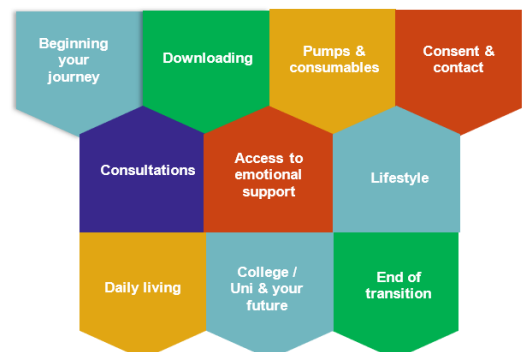 Beginning
your
journey
Downloading
Pumps &
consumables
Consent &
contact
Consultations
Access to
emotional
support
Lifestyle
Daily living
College /
Uni & your
future
End of
transition